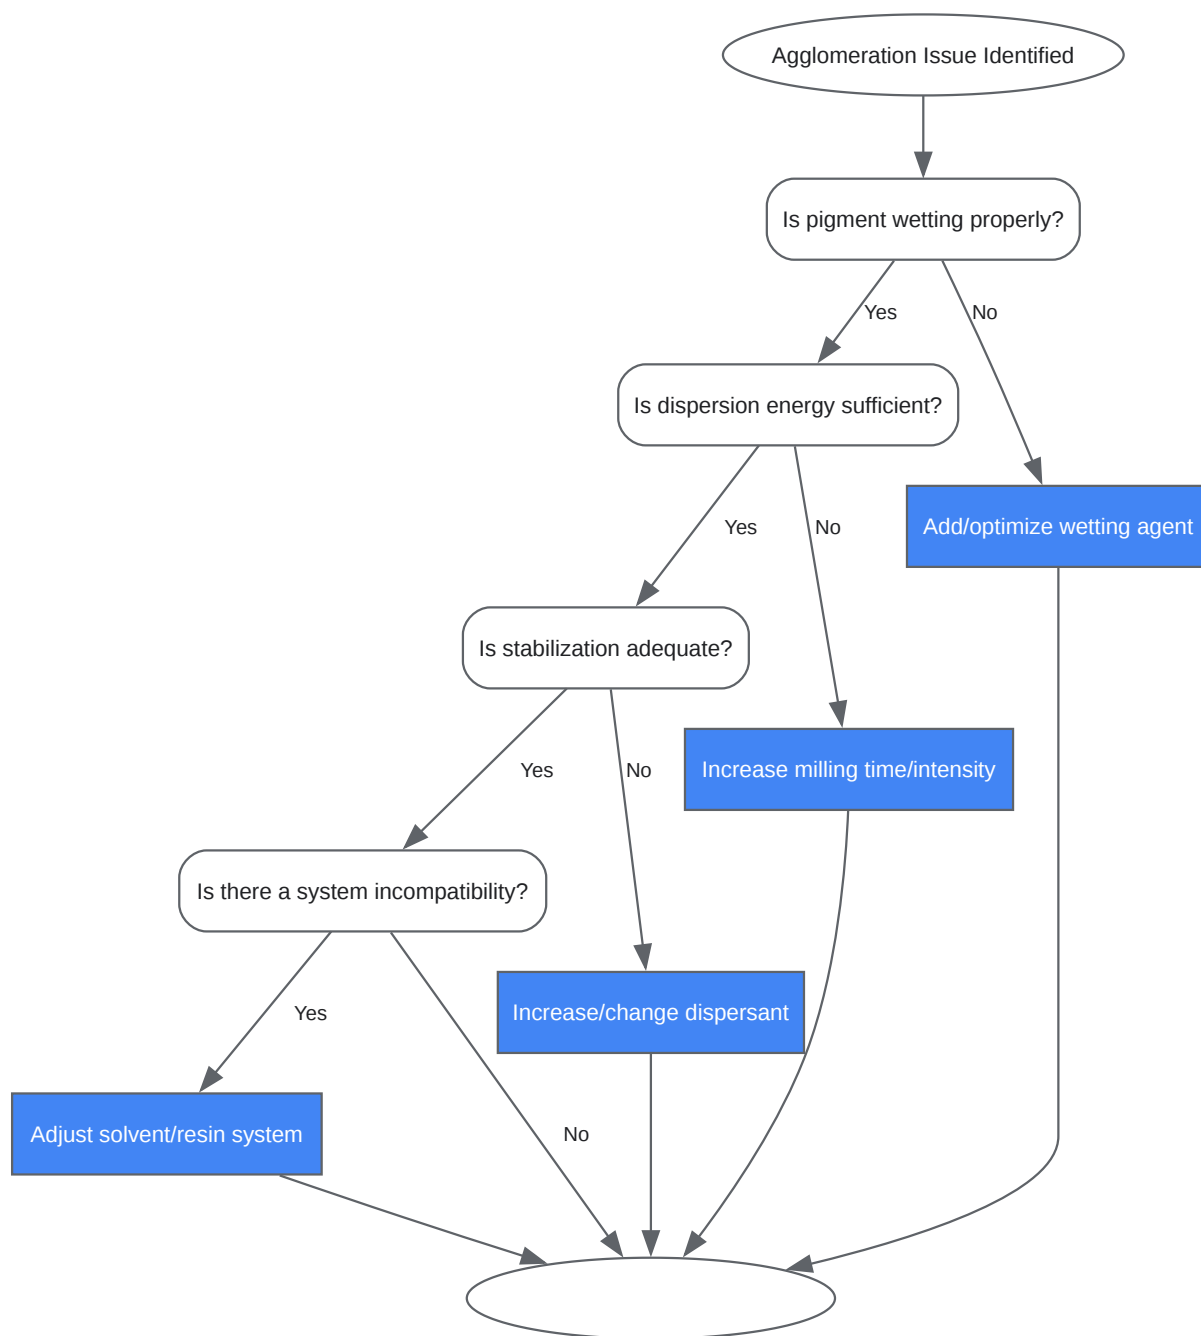 Agglomeration Issue Identified
Is pigment wetting properly?
Yes
No
Is dispersion energy sufficient?
Yes
No
Add/optimize wetting agent
Is stabilization adequate?
Yes
No
Increase milling time/intensity
Is there a system incompatibility?
Yes
No
Increase/change dispersant
Adjust solvent/resin system